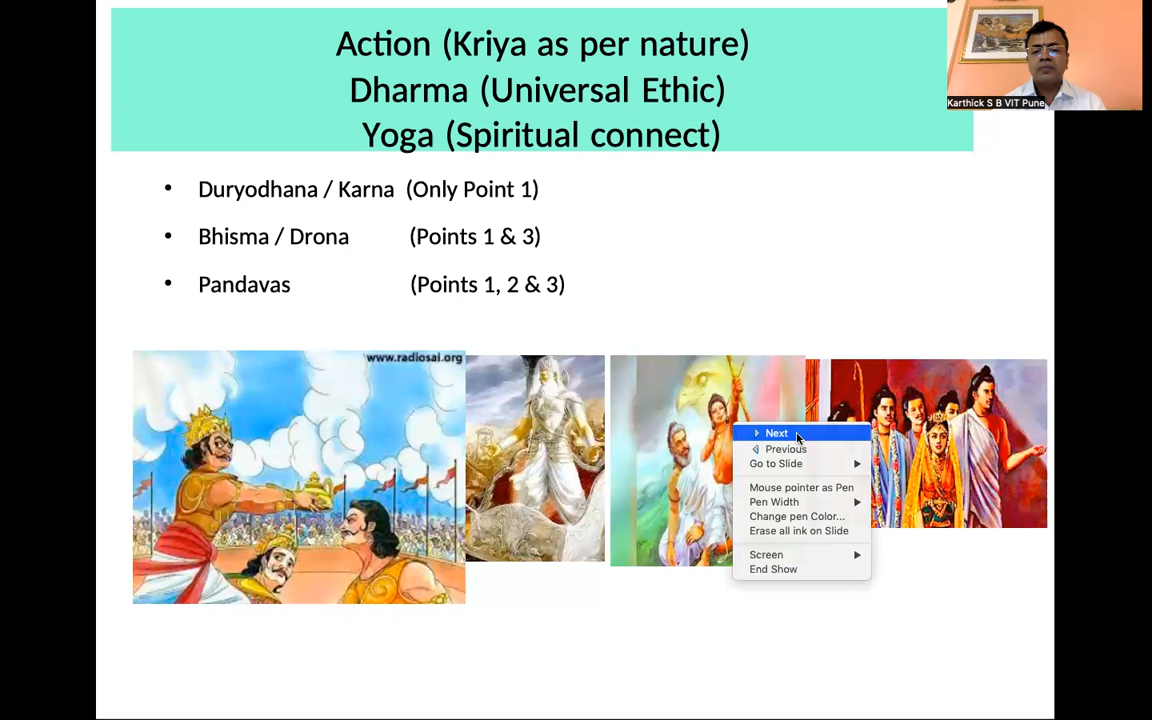 Action (Kriya as per nature)
Dharma (Universal Ethic)
Yoga (Spiritual connect)
Karthick S B VIT Pune
• Duryodhana / Karna (Only Point 1)
• Bhisma / Drona (Points 1 & 3)
• Pandavas (Points 1, 2 & 3)
www.radiosai.org
Next
Previous
Go to Slide
Mouse pointer as Pen
Pen Width
Change pen Color...
Erase all ink on Slide
Screen
End Show